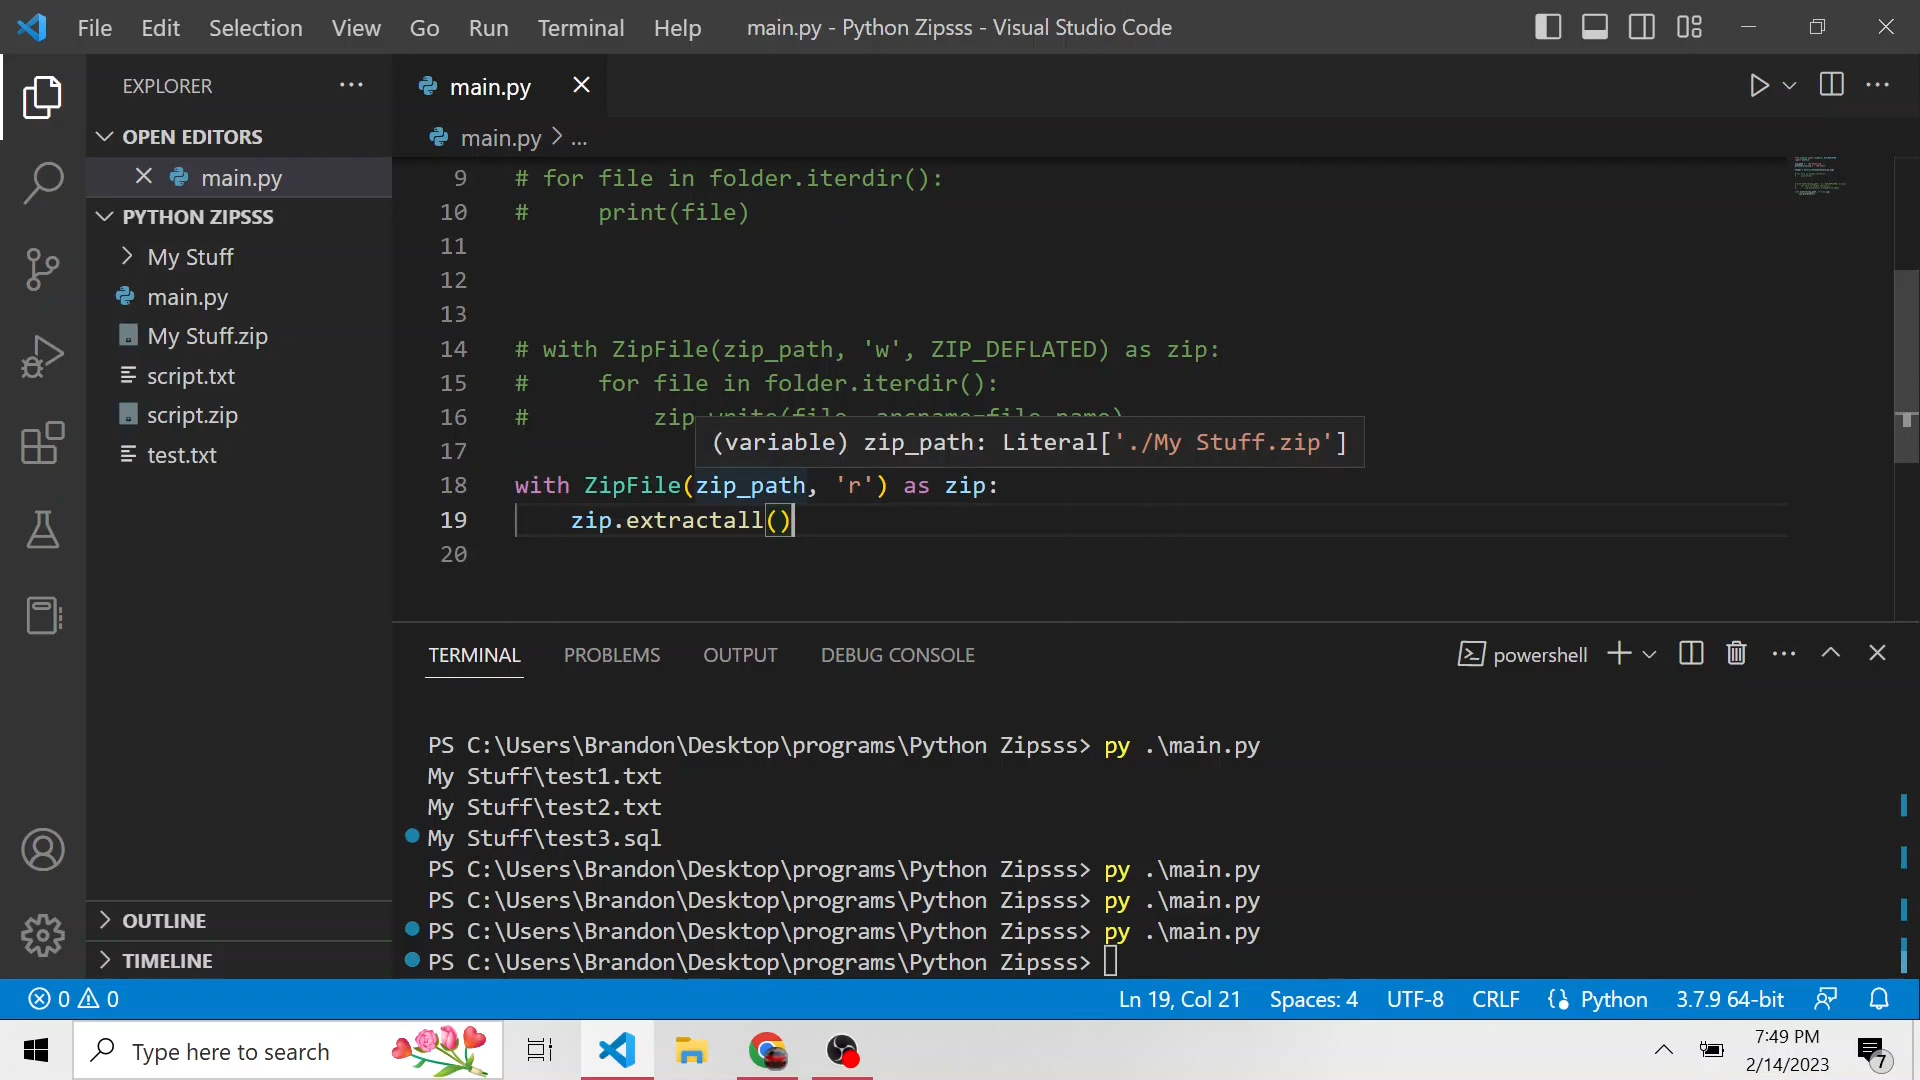 File Edit Selection View Go Run Terminal Help main.py - Python Zipsss - Visual Studio Code
EXPLORER
OPEN EDITORS
main.py
PYTHON ZIPSSS
My Stuff
main.py
My Stuff.zip
script.txt
script.zip
test.txt
OUTLINE
TIMELINE
main.py
main.py > ...
9 # for file in folder.iterdir():
10 #     print(file)
11
12
13
14 # with ZipFile(zip_path, 'w', ZIP_DEFLATED) as zip:
15 #     for file in folder.iterdir():
16 #         zip.write(file, arcname=file.name)
(variable) zip_path: Literal['./My Stuff.zip']
17
18 with ZipFile(zip_path, 'r') as zip:
19     zip.extractall()
20
TERMINAL PROBLEMS OUTPUT DEBUG CONSOLE powershell
PS C:\Users\Brandon\Desktop\programs\Python Zipsss> py .\main.py
My Stuff\test1.txt
My Stuff\test2.txt
My Stuff\test3.sql
PS C:\Users\Brandon\Desktop\programs\Python Zipsss> py .\main.py
PS C:\Users\Brandon\Desktop\programs\Python Zipsss> py .\main.py
PS C:\Users\Brandon\Desktop\programs\Python Zipsss> py .\main.py
PS C:\Users\Brandon\Desktop\programs\Python Zipsss>
0 0 Ln 19, Col 21 Spaces: 4 UTF-8 CRLF Python 3.7.9 64-bit
Type here to search
7:49 PM
2/14/2023
7